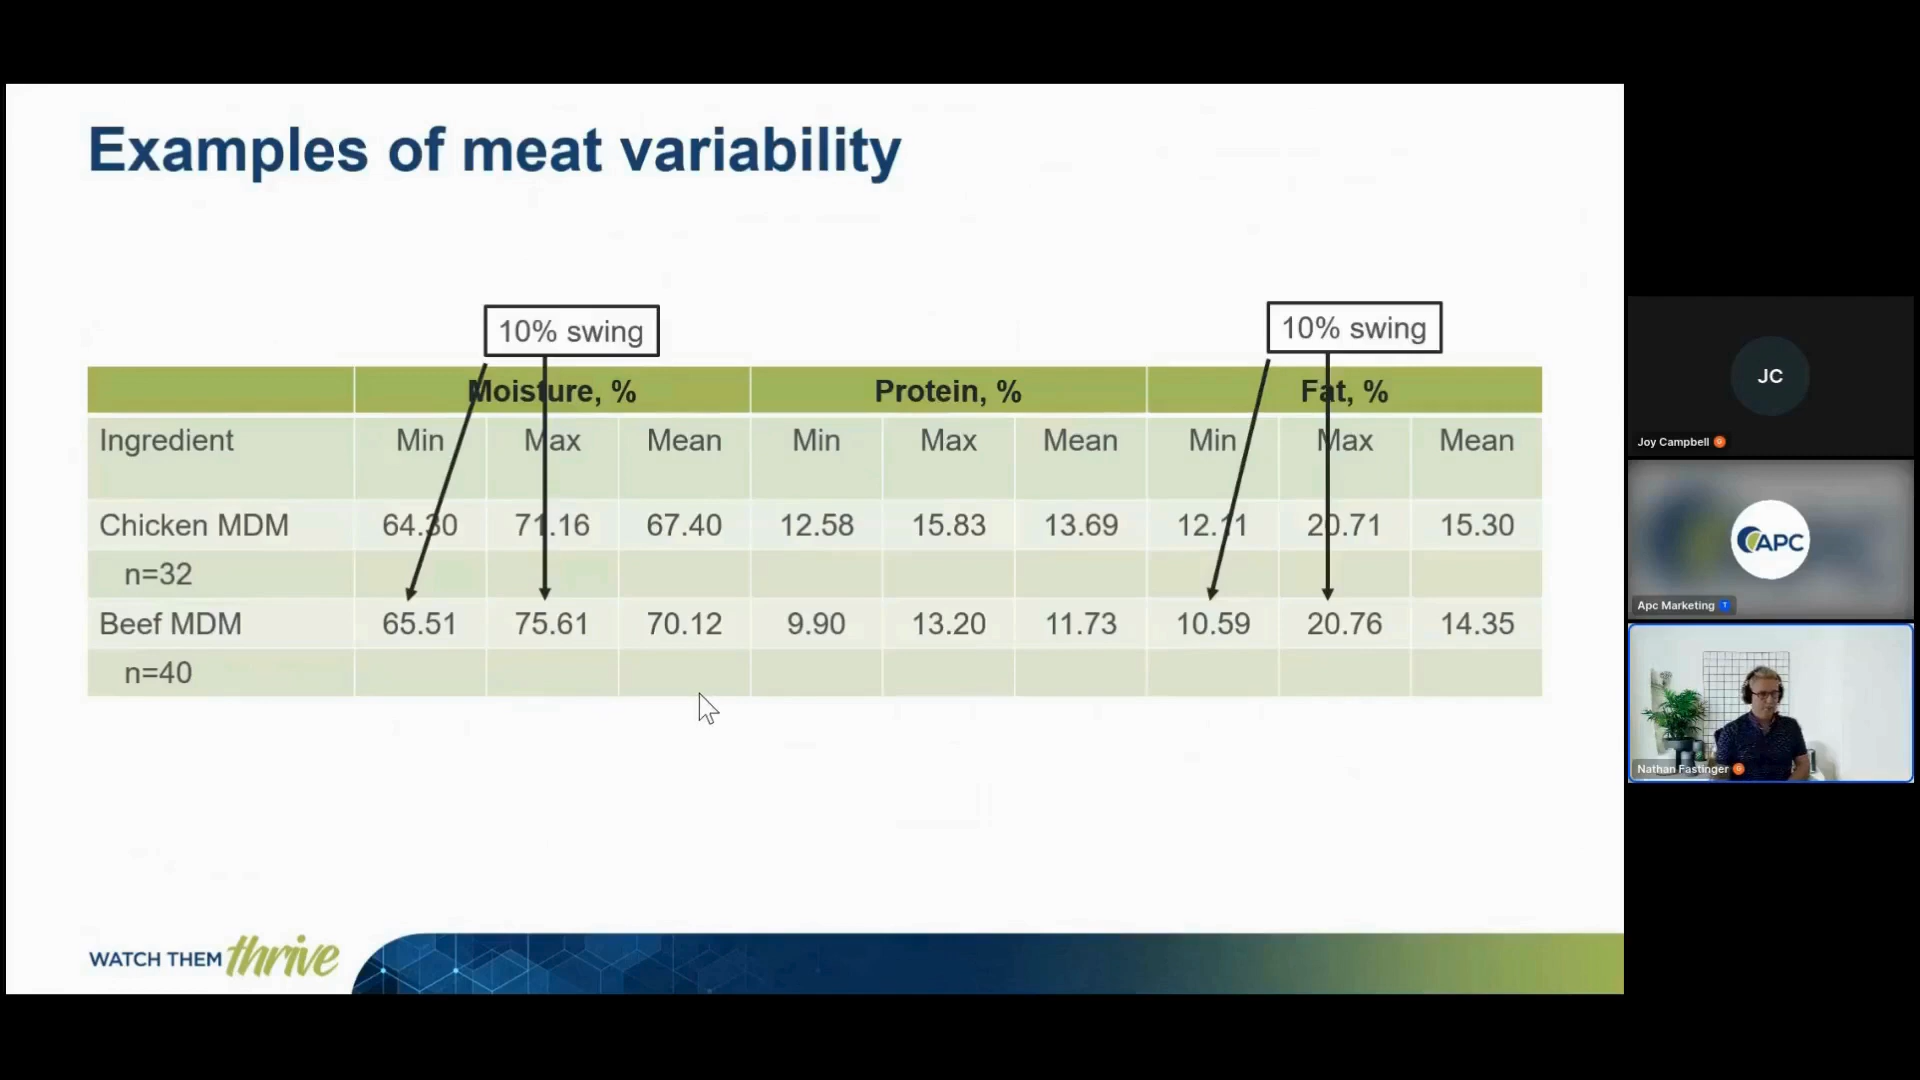 Examples of meat variability
10% swing
10% swing
Moisture, % Protein, % Fat, %
Ingredient Min Max Mean Min Max Mean Min Max Mean
Chicken MDM 64.30 71.16 67.40 12.58 15.83 13.69 12.11 20.71 15.30
n=32
Beef MDM 65.51 75.61 70.12 9.90 13.20 11.73 10.59 20.76 14.35
n=40
WATCH THEM thrive
JC
Joy Campbell G
APC
Apc Marketing T
Nathan Fastinger G